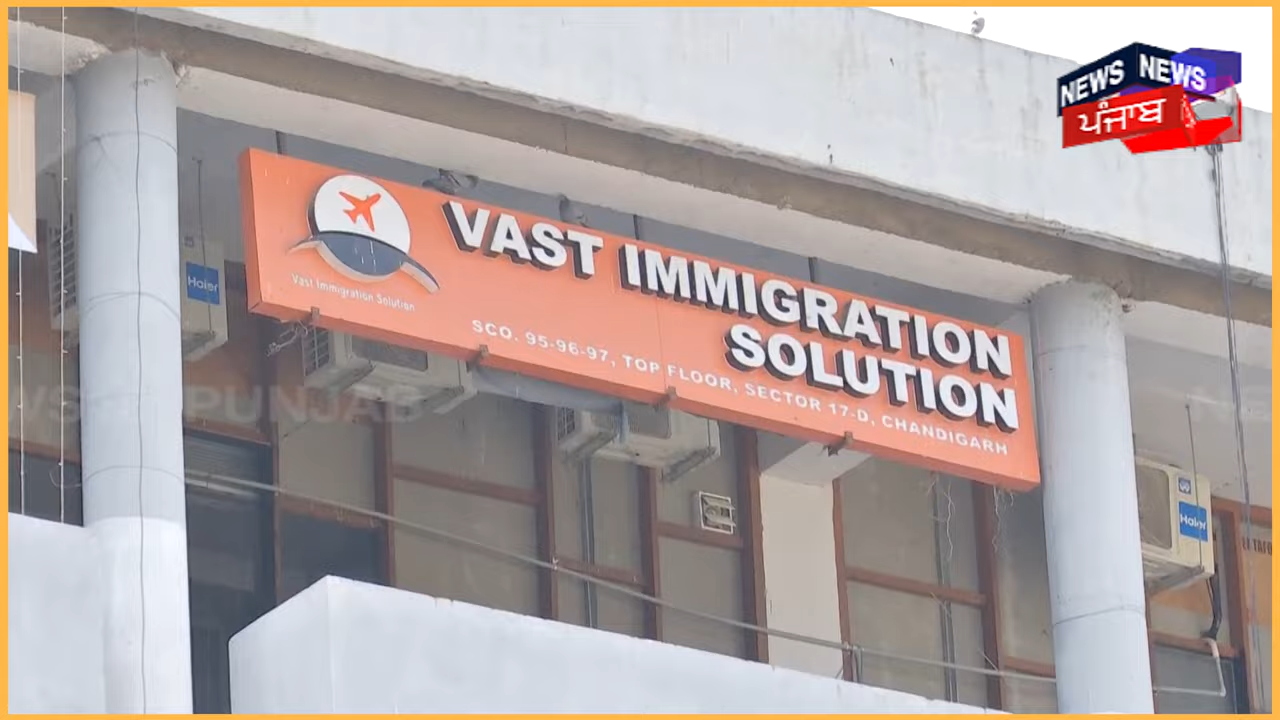 NEWS NEWS
ਪੰਜਾਬ
VAST IMMIGRATION
SOLUTION
Vast Immigration Solution
SCO. 95-96-97, TOP FLOOR, SECTOR 17-D, CHANDIGARH
Haier
Haier
PUNJAB